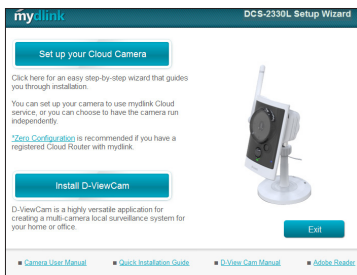 mydlink
DCS-2330L Setup Wizard
Set up your Cloud Camera
Click here for an easy step-by-step wizard that guides
you through installation.
You can set up your camera to use mydlink Cloud
service, or you can choose to have the camera run
independently.
*Zero Configuration is recommended if you have a
registered Cloud Router with mydlink.
Install D-ViewCam
D-ViewCam is a highly versatile application for
creating a multi-camera local surveillance system for
your home or office.
Exit
Camera User Manual
Quick Installation Guide
D-View Cam Manual
Adobe Reader